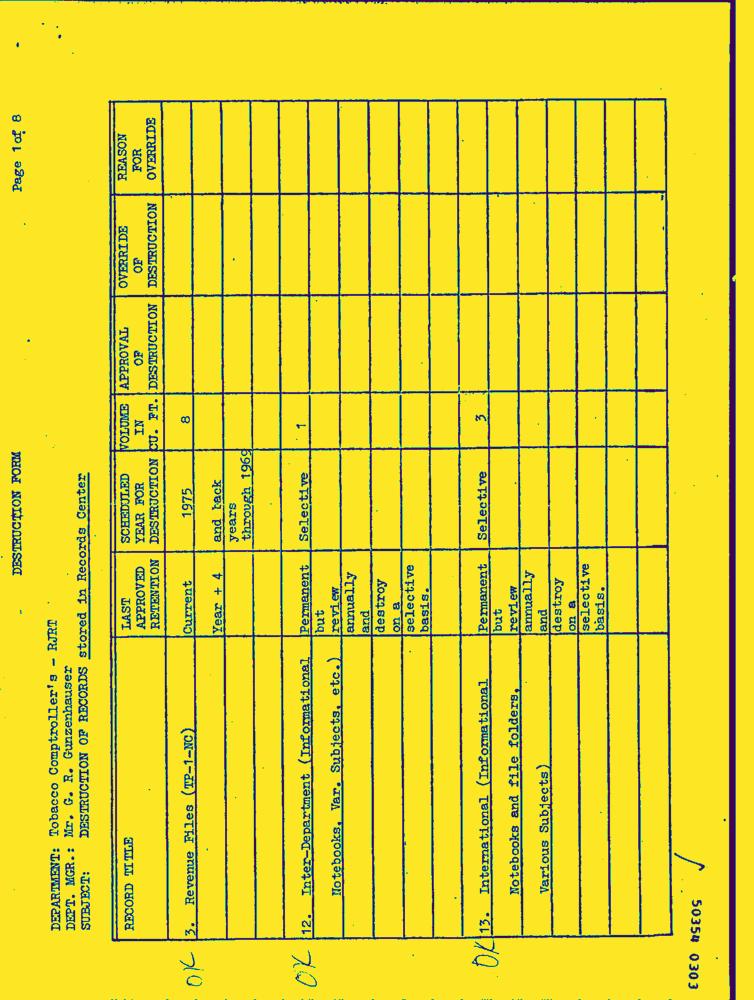 DESTRUCTION FORM
Page 1 of 8
DEPARTMENT: Tobacco Comptroller's - RJRT
DEPT. MGR.: Mr. G. R. Gunzenhauser
SUBJECT: DESTRUCTION OF RECORDS stored in Records Center
RECORD TITLE
LAST APPROVED RETENTION
SCHEDULED YEAR FOR DESTRUCTION
VOLUME IN CU. FT.
APPROVAL OF DESTRUCTION
OVERRIDE OF DESTRUCTION
REASON FOR OVERRIDE
OK 3. Revenue Files (TP-1-NC) Current 1975 8
Year + 4 and back
years
through 1969
OK 12. Inter-Department (Informational Permanent Selective 1
but
Notebooks, Var. Subjects, etc.) review
annually
and
destroy
on a
selective
basis.
OK 13. International (Informational Permanent Selective 3
but
Notebooks and file folders, review
annually
Various Subjects) and
destroy
on a
selective
basis.
50354 0303